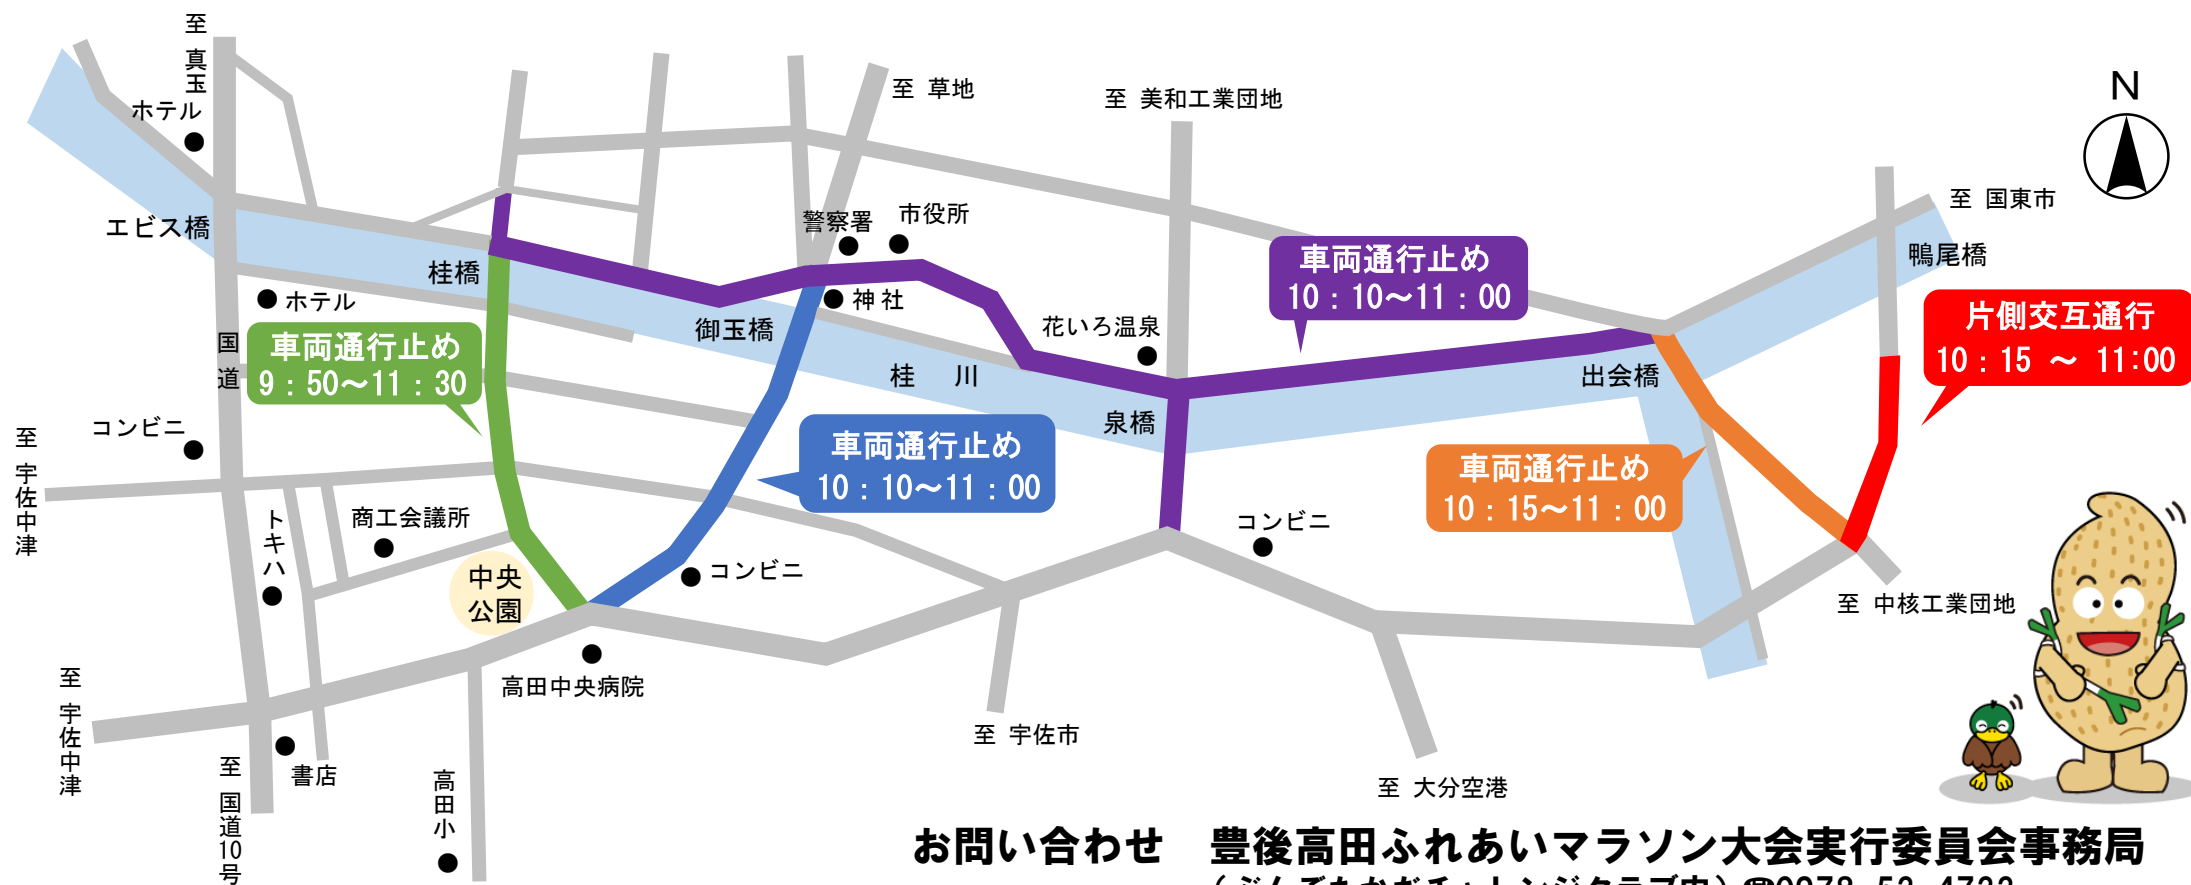 至 真玉
ホテル
至 草地
至 美和工業団地
N
至 国東市
エビス橋
警察署
市役所
鴨尾橋
桂橋
ホテル
神社
御玉橋
花いろ温泉
車両通行止め
10：10～11：00
片側交互通行
10：15 ～ 11:00
国道
車両通行止め
9：50～11：30
桂 川
出会橋
泉橋
コンビニ
車両通行止め
10：10～11：00
車両通行止め
10：15～11：00
至 宇佐中津
トキハ
商工会議所
コンビニ
中央
公園
コンビニ
至 中核工業団地
高田中央病院
至 宇佐中津
至 宇佐市
書店
至 国道10号
高田小
至 大分空港
お問い合わせ 豊後高田ふれあいマラソン大会実行委員会事務局